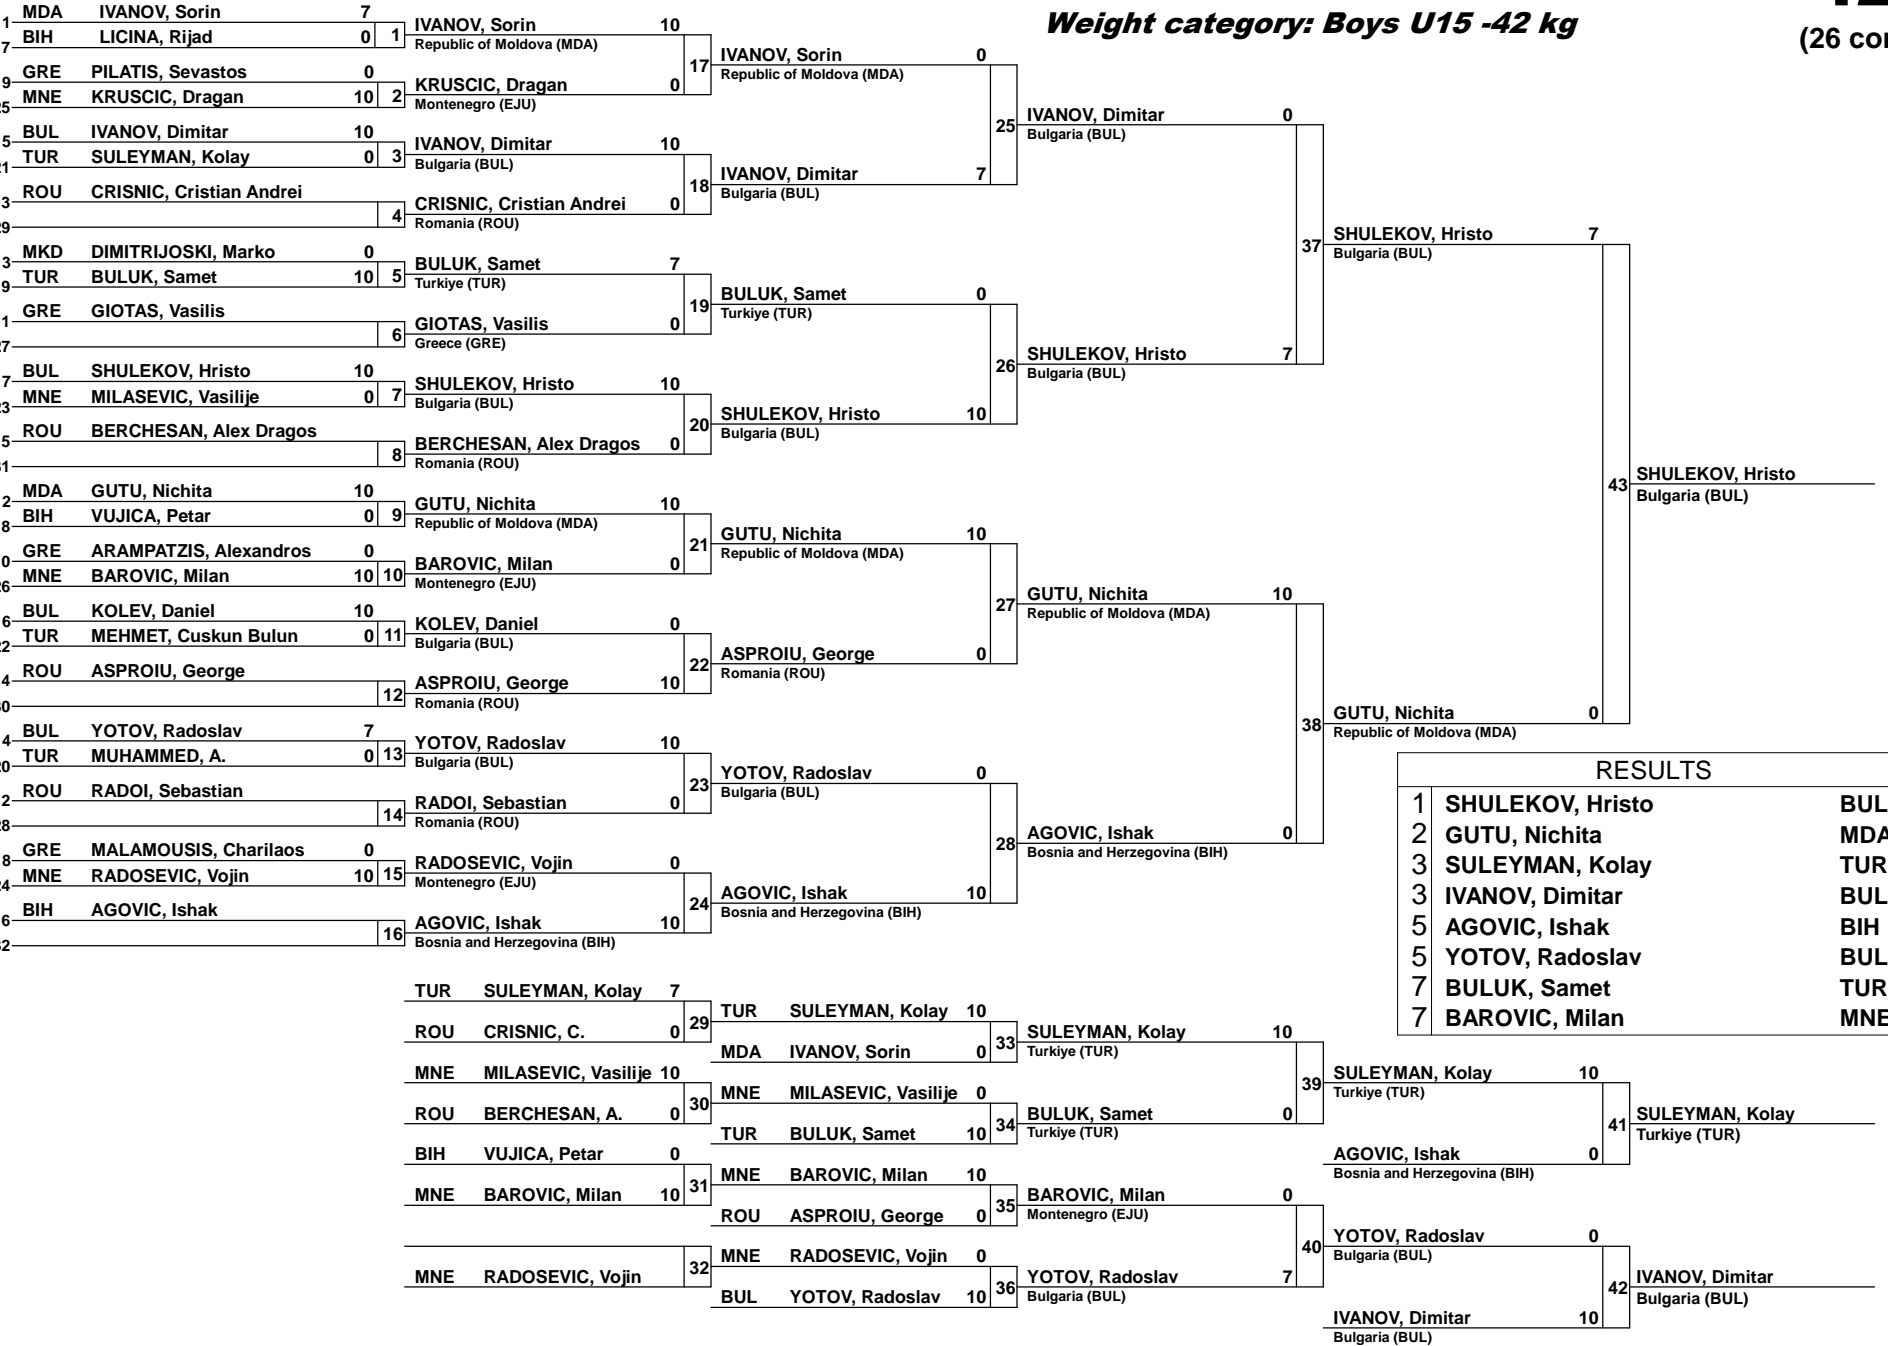 Weight category: Boys U15 -42 kg
(26 co
MDA IVANOV, Sorin 7
BIH LICINA, Rijad 0 1
GRE PILATIS, Sevastos 0
MNE KRUSCIC, Dragan 10 2
BUL IVANOV, Dimitar 10
TUR SULEYMAN, Kolay 0 3
ROU CRISNIC, Cristian Andrei
4
MKD DIMITRIJOSKI, Marko 0
TUR BULUK, Samet 10 5
GRE GIOTAS, Vasilis
6
BUL SHULEKOV, Hristo 10
MNE MILASEVIC, Vasilije 0 7
ROU BERCHESAN, Alex Dragos
8
MDA GUTU, Nichita 10
BIH VUJICA, Petar 0 9
GRE ARAMPATZIS, Alexandros 0
MNE BAROVIC, Milan 10 10
BUL KOLEV, Daniel 10
TUR MEHMET, Cuskun Bulun 0 11
ROU ASPROIU, George
12
BUL YOTOV, Radoslav 7
TUR MUHAMMED, A. 0 13
ROU RADOI, Sebastian
14
GRE MALAMOUSIS, Charilaos 0
MNE RADOSEVIC, Vojin 10 15
BIH AGOVIC, Ishak
16
IVANOV, Sorin 10
Republic of Moldova (MDA)
17
KRUSCIC, Dragan 0
Montenegro (EJU)
IVANOV, Dimitar 10
Bulgaria (BUL)
18
CRISNIC, Cristian Andrei 0
Romania (ROU)
BULUK, Samet 7
Turkiye (TUR)
19
GIOTAS, Vasilis 0
Greece (GRE)
SHULEKOV, Hristo 10
Bulgaria (BUL)
20
BERCHESAN, Alex Dragos 0
Romania (ROU)
GUTU, Nichita 10
Republic of Moldova (MDA)
21
BAROVIC, Milan 0
Montenegro (EJU)
KOLEV, Daniel 0
Bulgaria (BUL)
22
ASPROIU, George 10
Romania (ROU)
YOTOV, Radoslav 10
Bulgaria (BUL)
23
RADOI, Sebastian 0
Romania (ROU)
RADOSEVIC, Vojin 0
Montenegro (EJU)
24
AGOVIC, Ishak 10
Bosnia and Herzegovina (BIH)
IVANOV, Sorin 0
Republic of Moldova (MDA)
25
IVANOV, Dimitar 7
Bulgaria (BUL)
BULUK, Samet 0
Turkiye (TUR)
26
SHULEKOV, Hristo 10
Bulgaria (BUL)
GUTU, Nichita 10
Republic of Moldova (MDA)
27
ASPROIU, George 0
Romania (ROU)
YOTOV, Radoslav 0
Bulgaria (BUL)
28
AGOVIC, Ishak 10
Bosnia and Herzegovina (BIH)
IVANOV, Dimitar 0
Bulgaria (BUL)
37
SHULEKOV, Hristo 7
Bulgaria (BUL)
GUTU, Nichita 10
Republic of Moldova (MDA)
38
AGOVIC, Ishak 0
Bosnia and Herzegovina (BIH)
SHULEKOV, Hristo 7
Bulgaria (BUL)
43
GUTU, Nichita 0
Republic of Moldova (MDA)
SHULEKOV, Hristo
Bulgaria (BUL)
RESULTS
1 SHULEKOV, Hristo BUL
2 GUTU, Nichita MDA
3 SULEYMAN, Kolay TUR
3 IVANOV, Dimitar BUL
5 AGOVIC, Ishak BIH
5 YOTOV, Radoslav BUL
7 BULUK, Samet TUR
7 BAROVIC, Milan MNE
TUR SULEYMAN, Kolay 7
29
ROU CRISNIC, C. 0
MNE MILASEVIC, Vasilije 10
30
ROU BERCHESAN, A. 0
BIH VUJICA, Petar 0
31
MNE BAROVIC, Milan 10
32
MNE RADOSEVIC, Vojin
TUR SULEYMAN, Kolay 10
33
MDA IVANOV, Sorin 0
MNE MILASEVIC, Vasilije 0
34
TUR BULUK, Samet 10
MNE BAROVIC, Milan 10
35
ROU ASPROIU, George 0
MNE RADOSEVIC, Vojin 0
36
BUL YOTOV, Radoslav 10
SULEYMAN, Kolay 10
Turkiye (TUR)
39
BULUK, Samet 0
Turkiye (TUR)
BAROVIC, Milan 0
Montenegro (EJU)
40
YOTOV, Radoslav 7
Bulgaria (BUL)
SULEYMAN, Kolay 10
Turkiye (TUR)
41
AGOVIC, Ishak 0
Bosnia and Herzegovina (BIH)
YOTOV, Radoslav 0
Bulgaria (BUL)
42
IVANOV, Dimitar 10
Bulgaria (BUL)
SULEYMAN, Kolay
Turkiye (TUR)
IVANOV, Dimitar
Bulgaria (BUL)